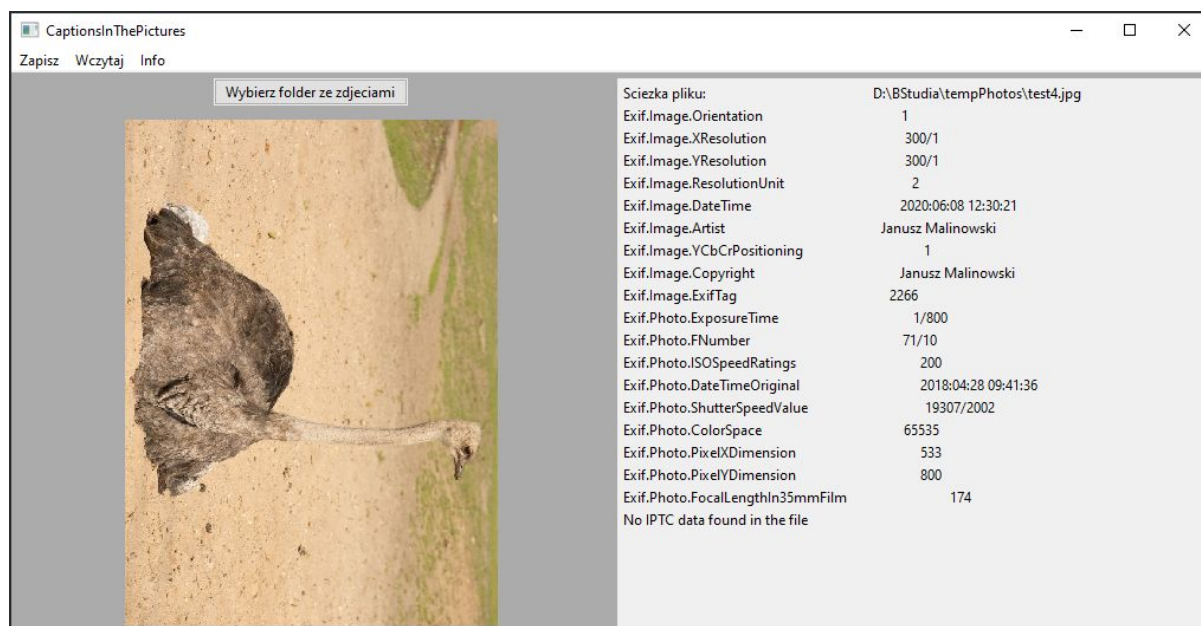 CaptionsInThePictures
Zapisz Wczytaj Info
Wybierz folder ze zdjeciami
Sciezka pliku: D:\BStudia\tempPhotos\test4.jpg
Exif.Image.Orientation 1
Exif.Image.XResolution 300/1
Exif.Image.YResolution 300/1
Exif.Image.ResolutionUnit 2
Exif.Image.DateTime 2020:06:08 12:30:21
Exif.Image.Artist Janusz Malinowski
Exif.Image.YCbCrPositioning 1
Exif.Image.Copyright Janusz Malinowski
Exif.Image.ExifTag 2266
Exif.Photo.ExposureTime 1/800
Exif.Photo.FNumber 71/10
Exif.Photo.ISOSpeedRatings 200
Exif.Photo.DateTimeOriginal 2018:04:28 09:41:36
Exif.Photo.ShutterSpeedValue 19307/2002
Exif.Photo.ColorSpace 65535
Exif.Photo.PixelXDimension 533
Exif.Photo.PixelYDimension 800
Exif.Photo.FocalLengthIn35mmFilm 174
No IPTC data found in the file